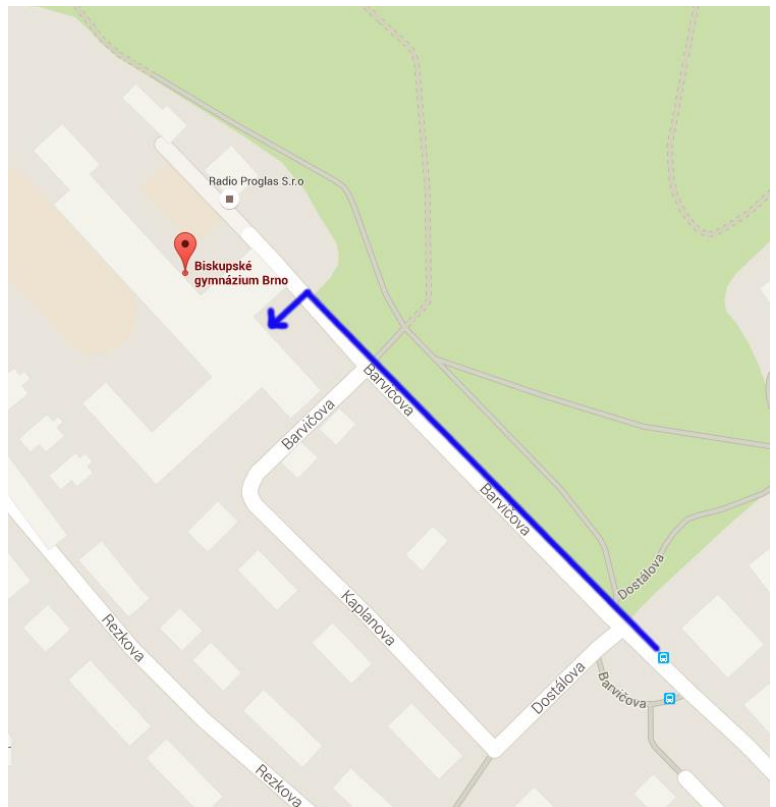 Radio Proglas S.r.o
Biskupské
gymnázium Brno
Barvičova
Barvičova
Barvičova
Dostálova
Kaplanova
Rezkova
Dostálova
Barvičova
Rezkova